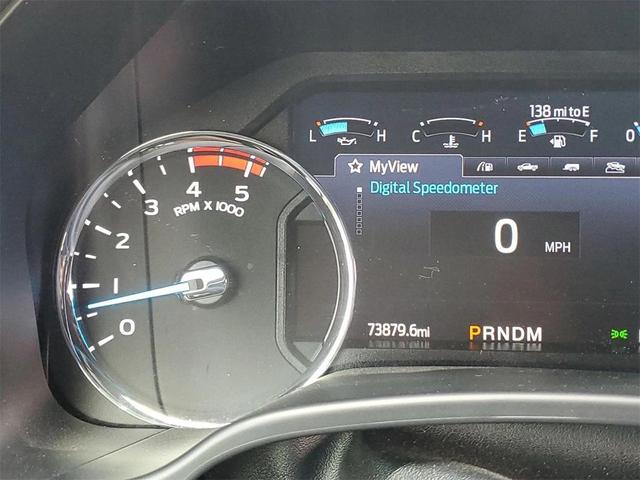 138 mi to E
L H C H E F
MyView
Digital Speedometer
0 MPH
5
4
3
2
1
0
RPM X 1000
73879.6mi
PRNDM